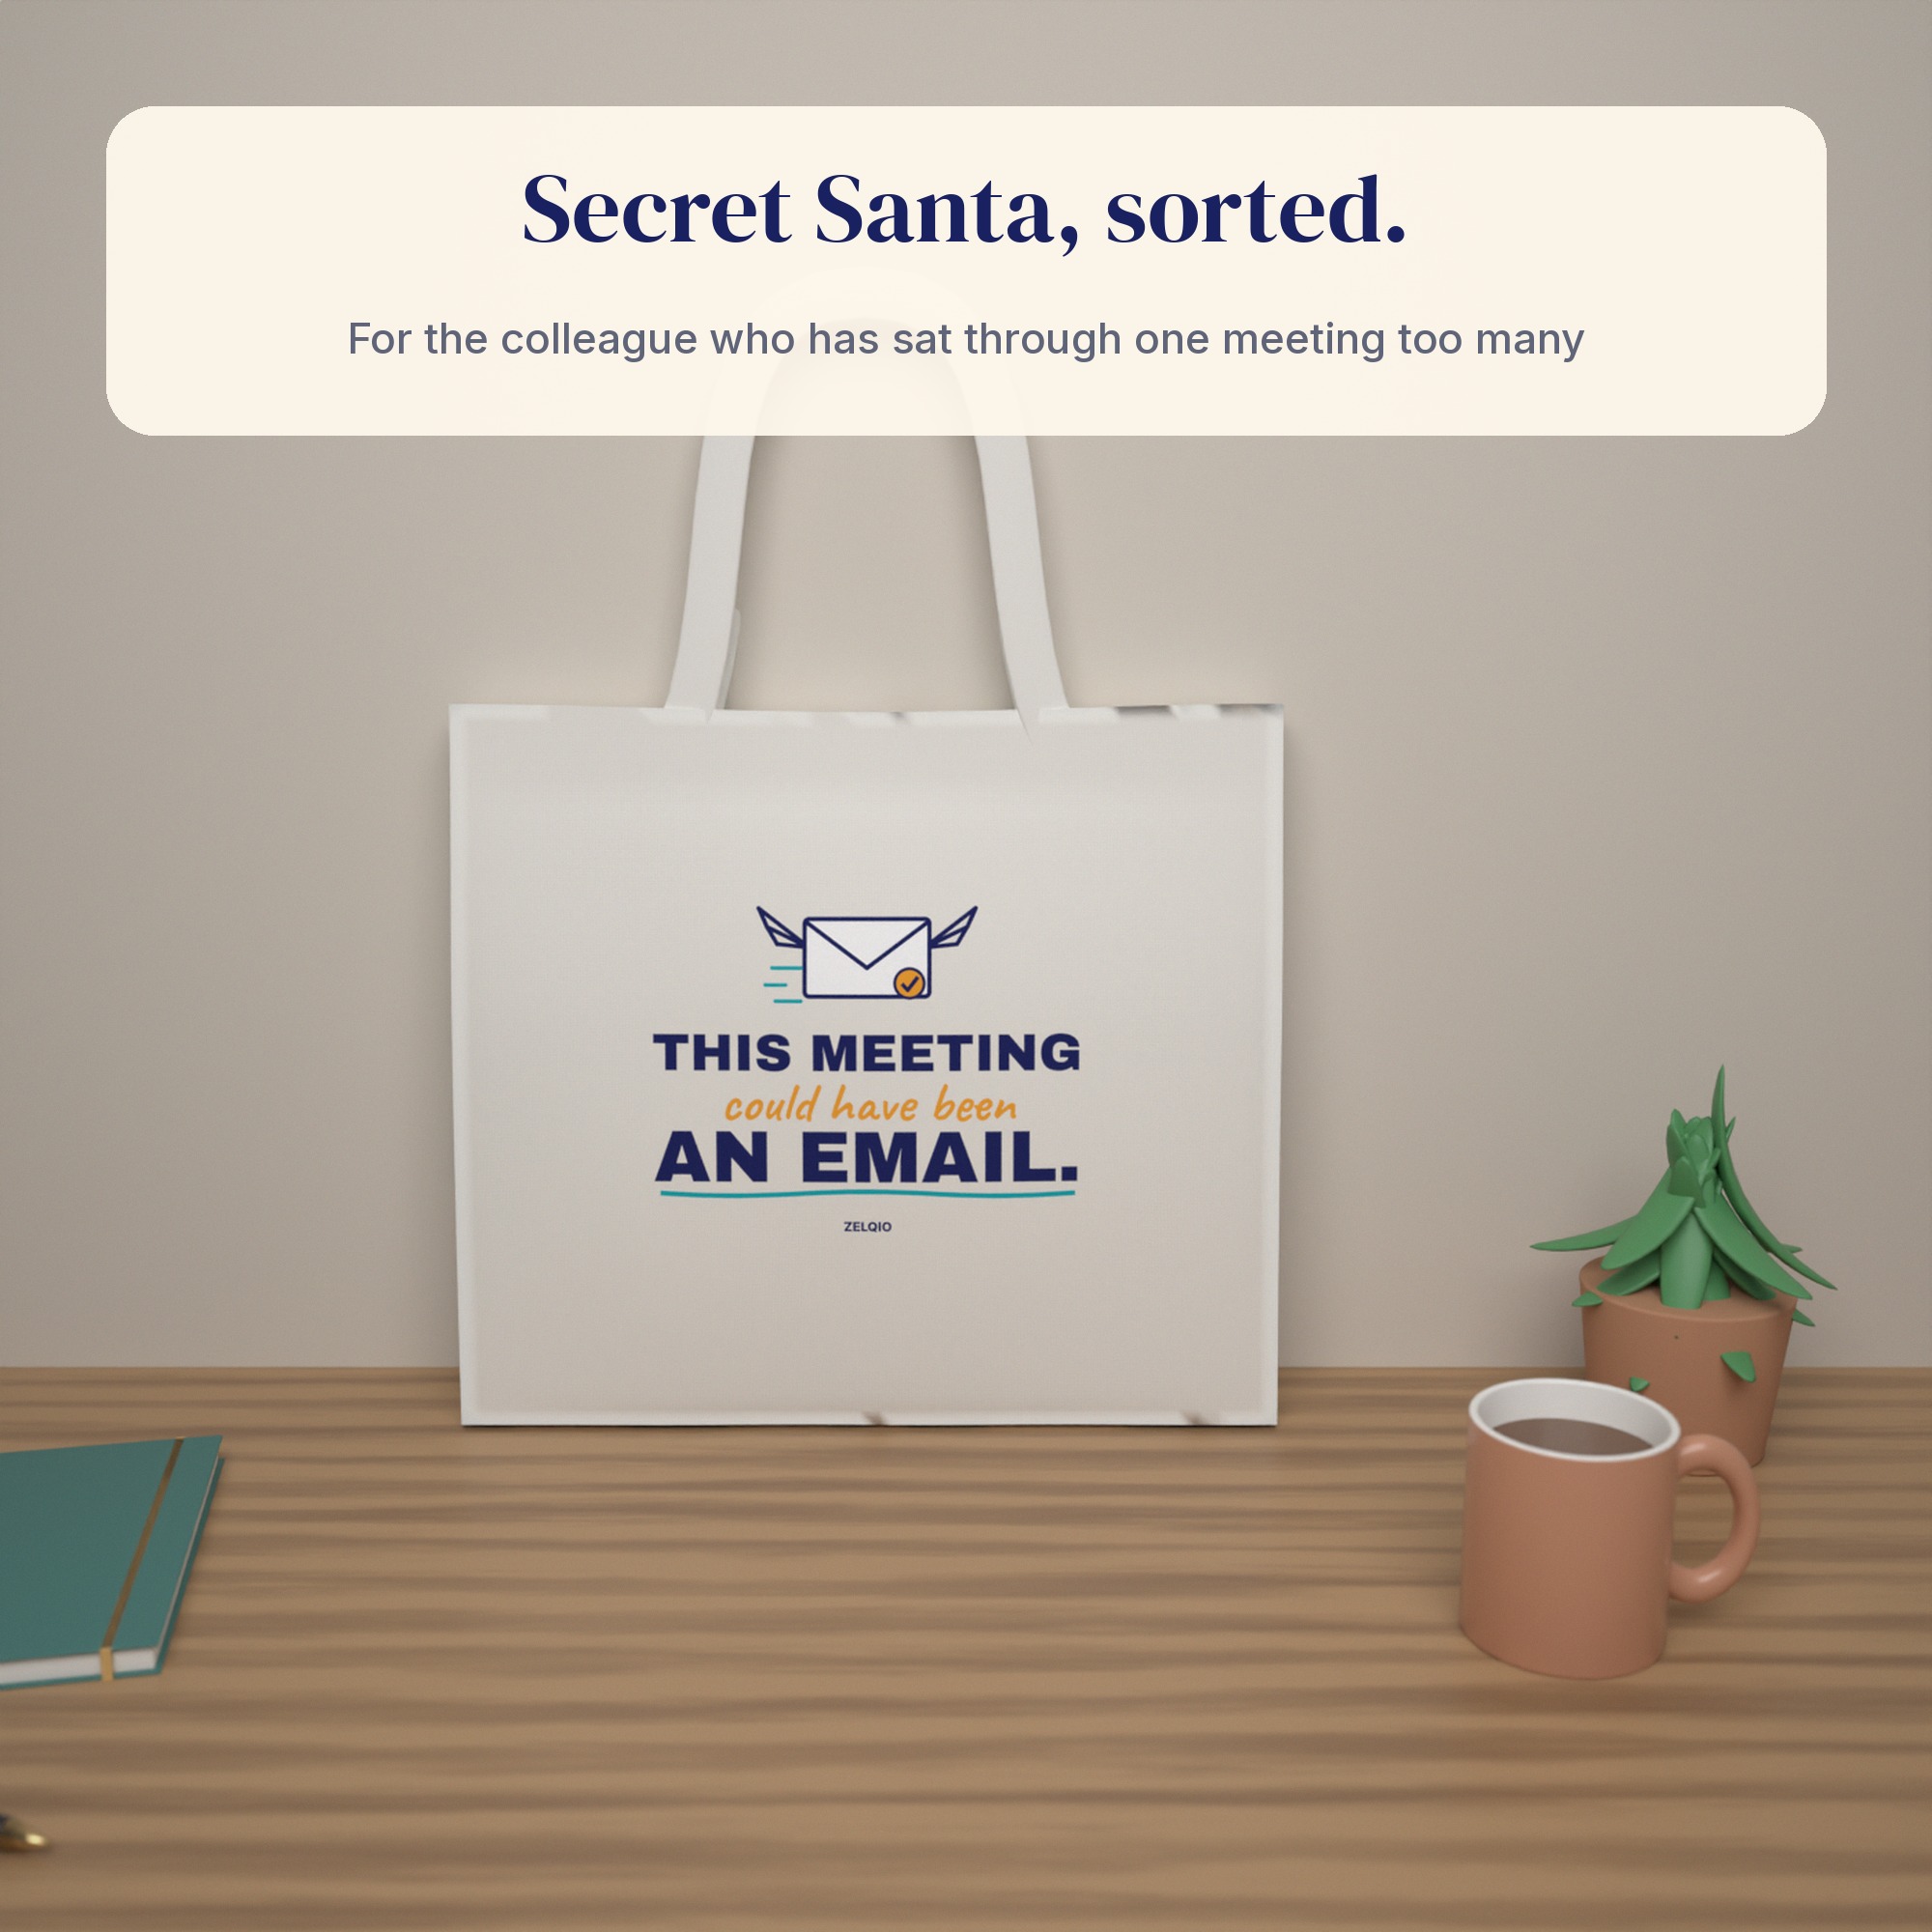 Secret Santa, sorted.
For the colleague who has sat through one meeting too many
THIS MEETING
could have been
AN EMAIL.
ZELQIO